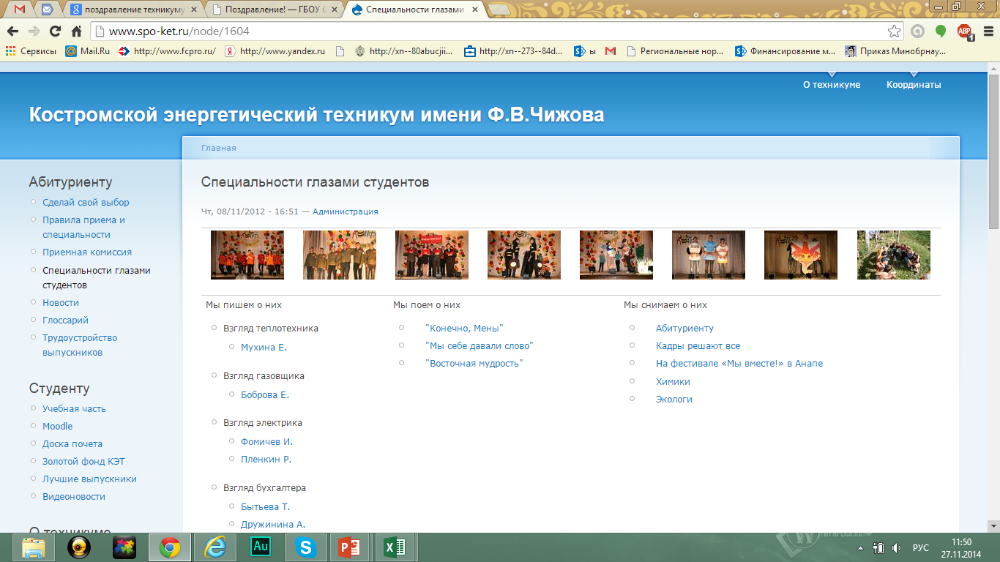 поздравление техникуму
Поздравление! — ГБОУ С
Специальности глазами
www.spo-ket.ru/node/1604
Сервисы
Mail.Ru
http://www.fcpro.ru/
http://www.yandex.ru
http://xn--80abucjii...
http://xn--273--84d...
ы
Региональные нор...
Финансирование м...
Приказ Минобрнау...
О техникуме
Координаты
Костромской энергетический техникум имени Ф.В.Чижова
Главная
Абитуриенту
Сделай свой выбор
Правила приема и
специальности
Приемная комиссия
Специальности глазами
студентов
Новости
Глоссарий
Трудоустройство
выпускников
Студенту
Учебная часть
Moodle
Доска почета
Золотой фонд КЭТ
Лучшие выпускники
Видеоновости
О техникуме
Специальности глазами студентов
Чт, 08/11/2012 - 16:51 — Администрация
Мы пишем о них
Взгляд теплотехника
Мухина Е.
Взгляд газовщика
Боброва Е.
Взгляд электрика
Фомичев И.
Пленкин Р.
Взгляд бухгалтера
Бытьева Т.
Дружинина А.
Мы поем о них
"Конечно, Мены"
"Мы себе давали слово"
"Восточная мудрость"
Мы снимаем о них
Абитуриенту
Кадры решают все
На фестивале «Мы вместе!» в Анапе
Химики
Экологи
Au
РУС
11:50
27.11.2014